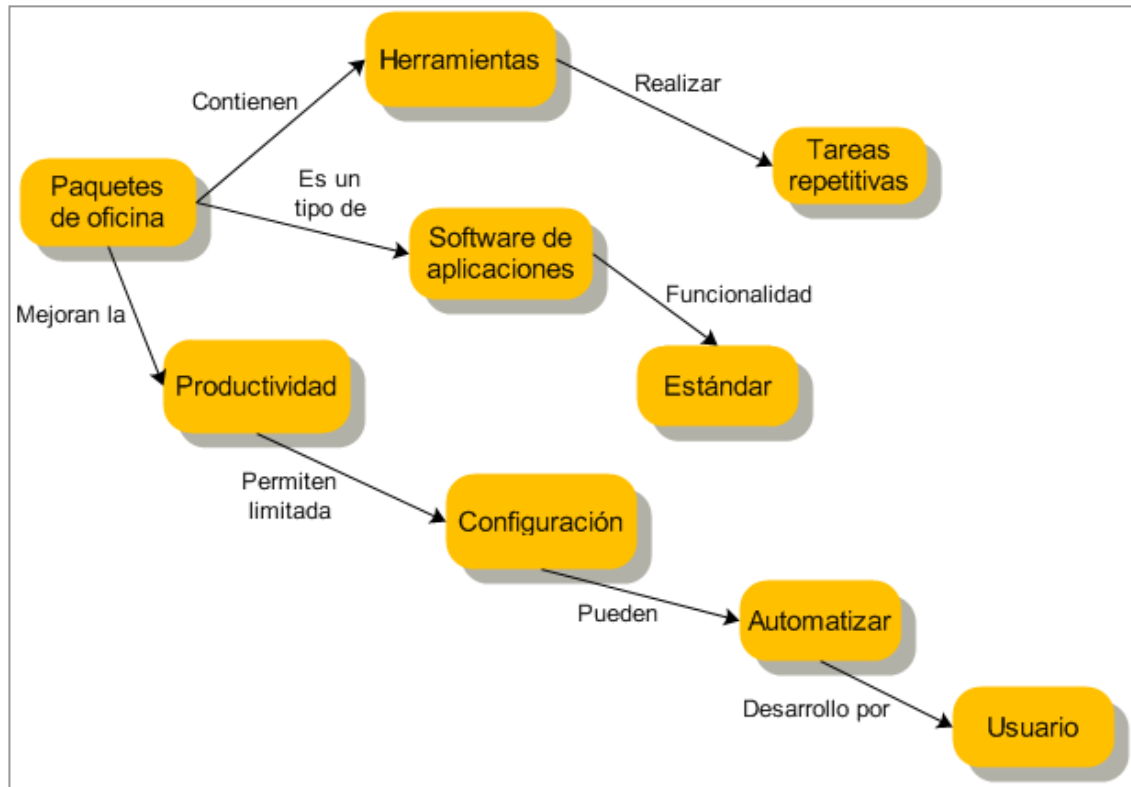 Herramientas
Contienen
Realizar
Tareas
repetitivas
Paquetes
de oficina
Es un
tipo de
Software de
aplicaciones
Funcionalidad
Mejoran la
Productividad
Estándar
Permiten
limitada
Configuración
Pueden
Automatizar
Desarrollo por
Usuario